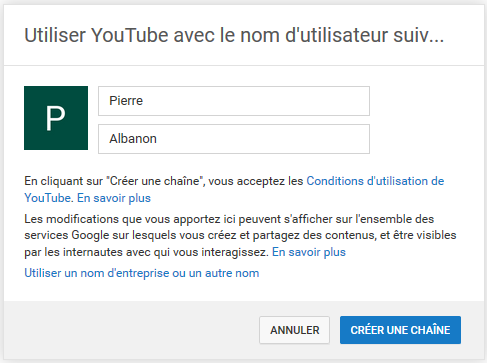 Utiliser YouTube avec le nom d'utilisateur suiv...
P
Pierre
Albanon
En cliquant sur "Créer une chaîne", vous acceptez les Conditions d'utilisation de
YouTube. En savoir plus
Les modifications que vous apportez ici peuvent s'afficher sur l'ensemble des
services Google sur lesquels vous créez et partagez des contenus, et être visibles
par les internautes avec qui vous interagissez. En savoir plus
Utiliser un nom d'entreprise ou un autre nom
ANNULER
CRÉER UNE CHAÎNE